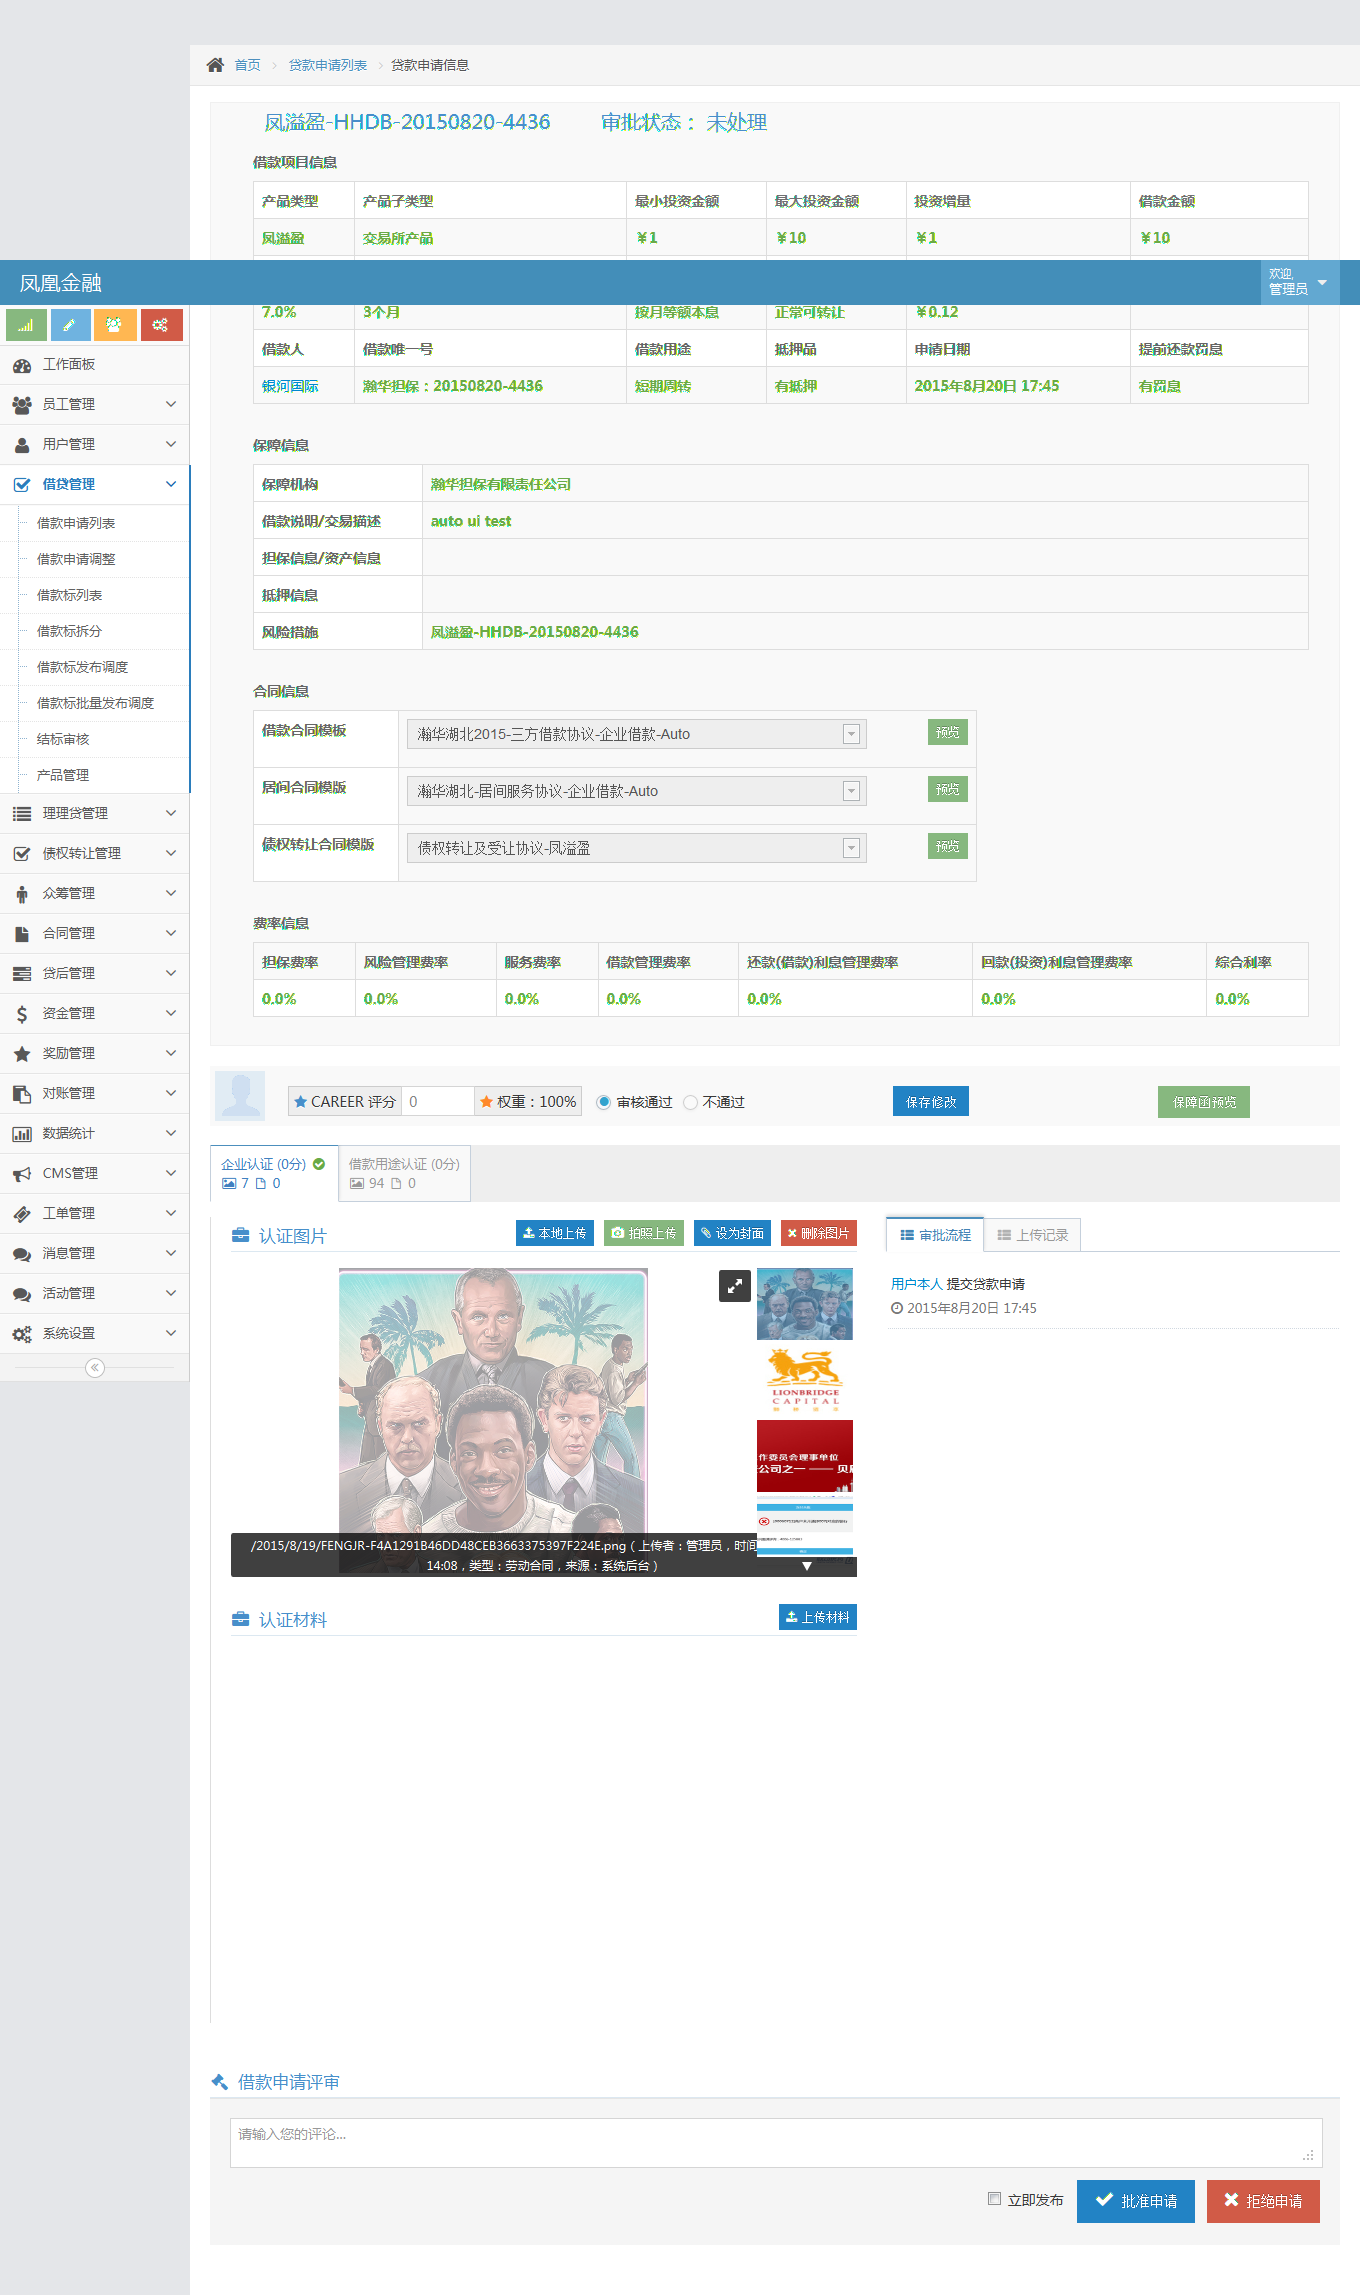 首页 贷款申请列表 贷款申请信息
凤溢盈-HHDB-20150820-4436 审批状态： 未处理
借款项目信息
产品类型 产品子类型 最小投资金额 最大投资金额 投资增量 借款金额
凤溢盈 交易所产品 ￥1 ￥10 ￥1 ￥10
凤凰金融
欢迎,
管理员
7.0% 3个月 按月等额本息 正常可转让 ￥0.12
借款人 借款唯一号 借款用途 抵押品 申请日期 提前还款罚息
银河国际 瀚华担保：20150820-4436 短期周转 有抵押 2015年8月20日 17:45 有罚息
工作面板
员工管理
用户管理
借贷管理
借款申请列表
借款申请调整
借款标列表
借款标拆分
借款标发布调度
借款标批量发布调度
结标审核
产品管理
理理贷管理
债权转让管理
众筹管理
合同管理
贷后管理
资金管理
奖励管理
对账管理
数据统计
CMS管理
工单管理
消息管理
活动管理
系统设置
保障信息
保障机构 瀚华担保有限责任公司
借款说明/交易描述 auto ui test
担保信息/资产信息
抵押信息
风险措施 凤溢盈-HHDB-20150820-4436
合同信息
借款合同模板 瀚华湖北2015-三方借款协议-企业借款-Auto 预览
居间合同模版 瀚华湖北-居间服务协议-企业借款-Auto 预览
债权转让合同模版 债权转让及受让协议-凤溢盈 预览
费率信息
担保费率 风险管理费率 服务费率 借款管理费率 还款(借款)利息管理费率 回款(投资)利息管理费率 综合利率
0.0% 0.0% 0.0% 0.0% 0.0% 0.0% 0.0%
CAREER 评分 0 权重：100% 审核通过 不通过 保存修改 保障函预览
企业认证 (0分)
7 0
借款用途认证 (0分)
94 0
认证图片 本地上传 拍照上传 设为封面 删除图片
审批流程 上传记录
用户本人 提交贷款申请
2015年8月20日 17:45
LIONBRIDGE
CAPITAL
作委员会理事单位
公司之一 —— 贝
/2015/8/19/FENGJR-F4A1291B46DD48CEB3663375397F224E.png ( 上传者：管理员，时间
14:08，类型：劳动合同，来源：系统后台 )
认证材料 上传材料
借款申请评审
请输入您的评论...
立即发布 批准申请 拒绝申请